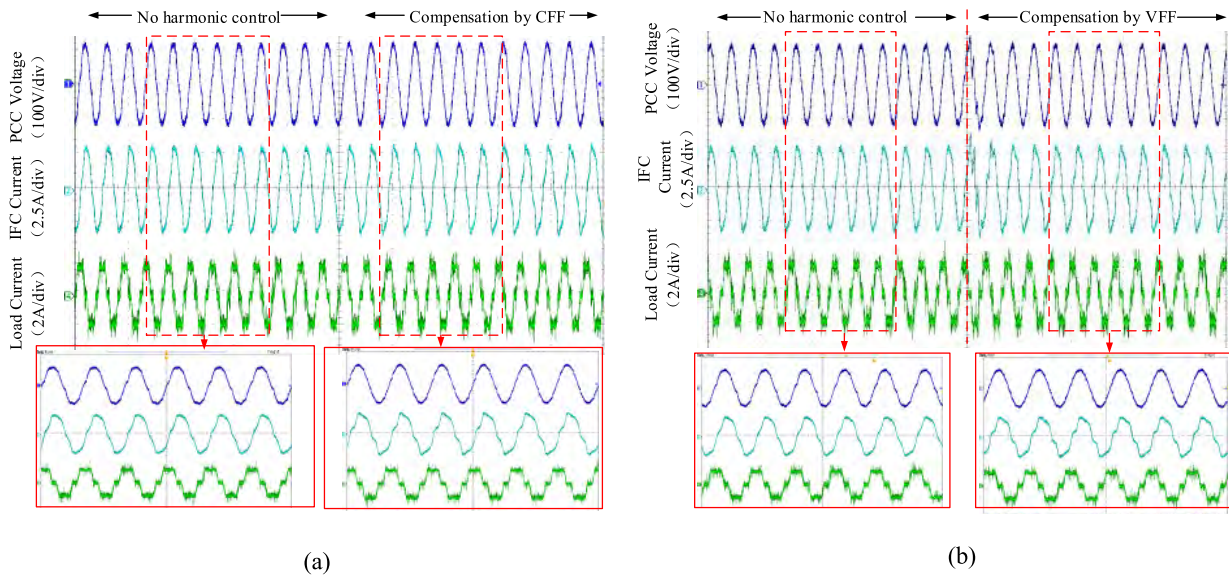 No harmonic control
Compensation by CFF
PCC Voltage
(100V/div)
IFC Current
(2.5A/div)
Load Current
(2A/div)
(a)
No harmonic control
Compensation by VFF
PCC Voltage
(100V/div)
IFC
Current
(2.5A/div)
Load Current
(2A/div)
(b)